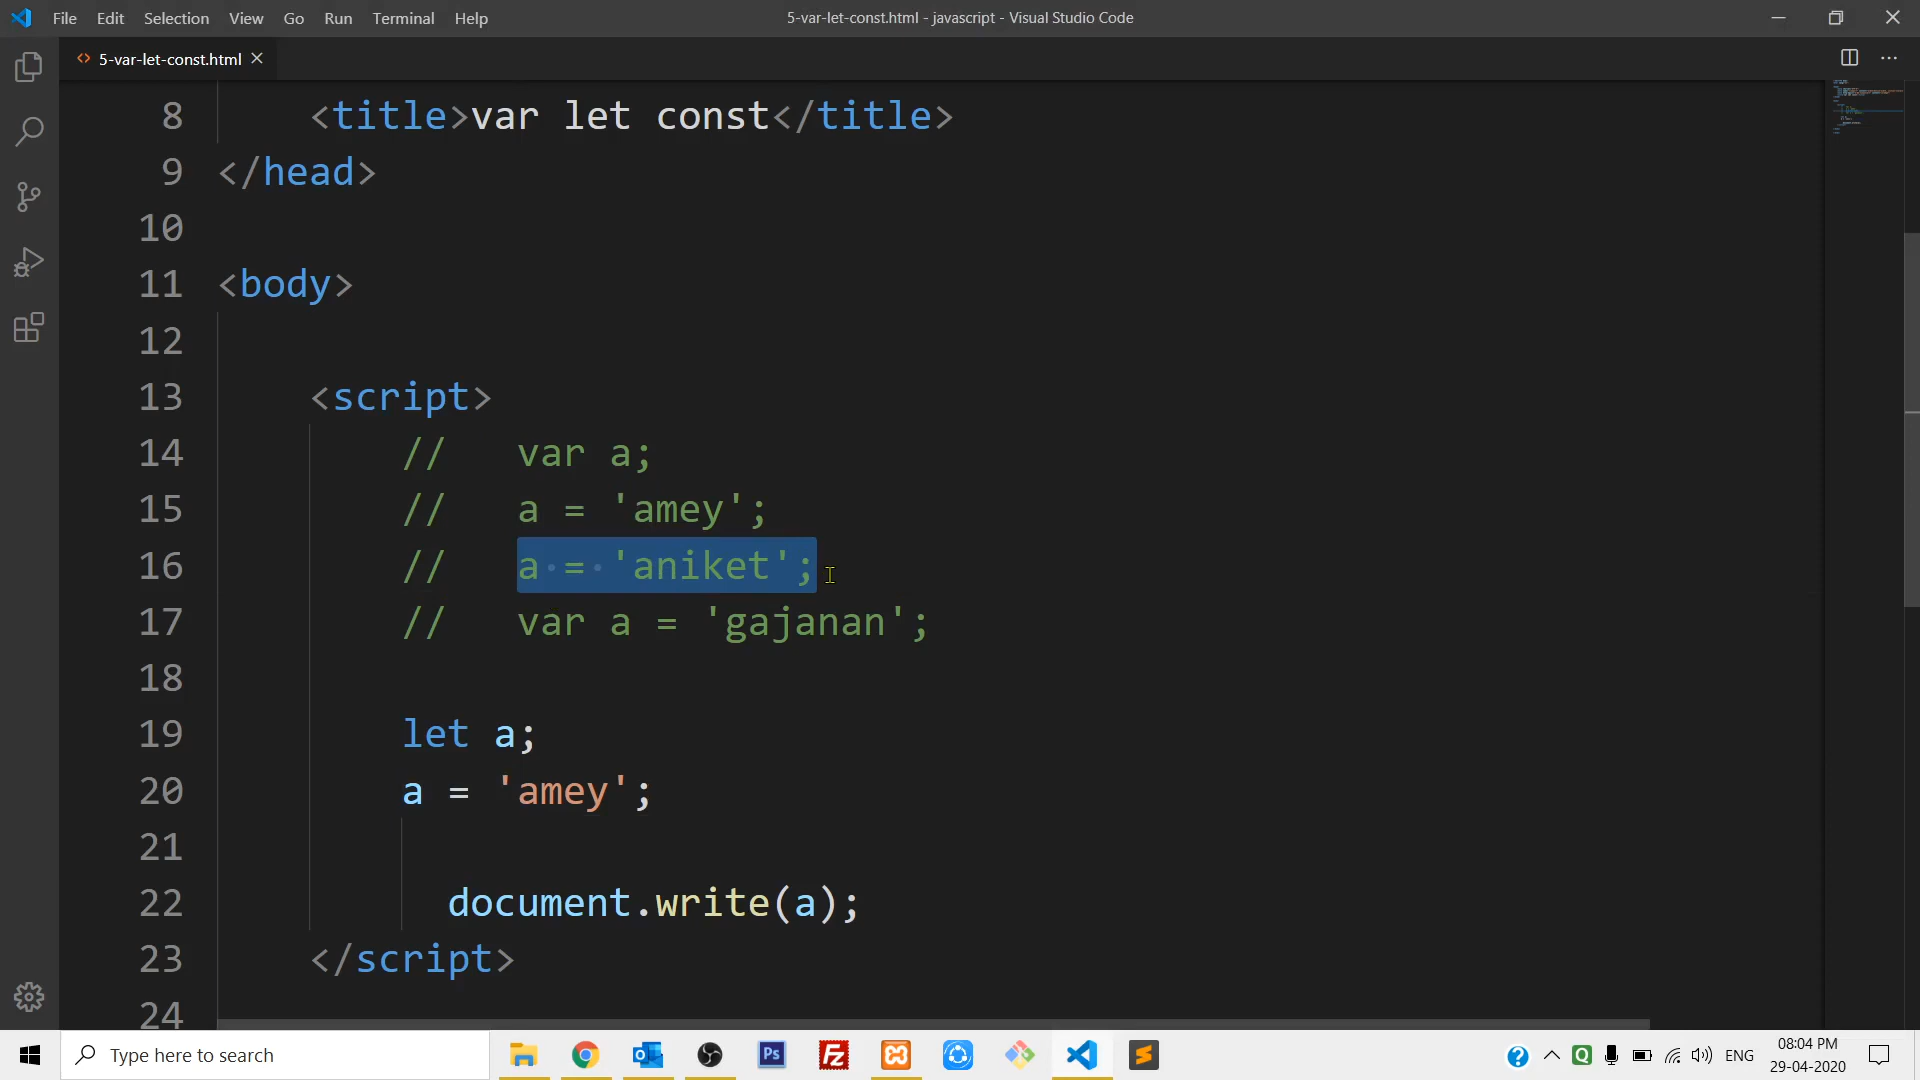 File Edit Selection View Go Run Terminal Help 5-var-let-const.html - javascript - Visual Studio Code
<> 5-var-let-const.html
8 <title>var let const</title>
9 </head>
10
11 <body>
12
13 <script>
14 // var a;
15 // a = 'amey';
16 // a = 'aniket';
17 // var a = 'gajanan';
18
19 let a;
20 a = 'amey';
21
22 document.write(a);
23 </script>
24
Type here to search Ps Fz ENG 08:04 PM
29-04-2020